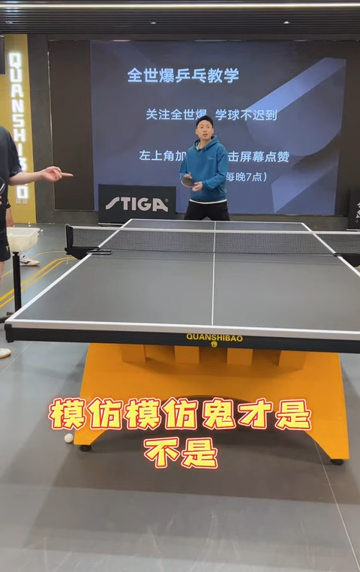 全世爆乒乓教学
关注全世爆 学球不迟到
左上角加
击屏幕点赞
每晚7点）
QUANSHIBAO
STIGA
QUANSHIBAO
模仿模仿鬼才是
不是